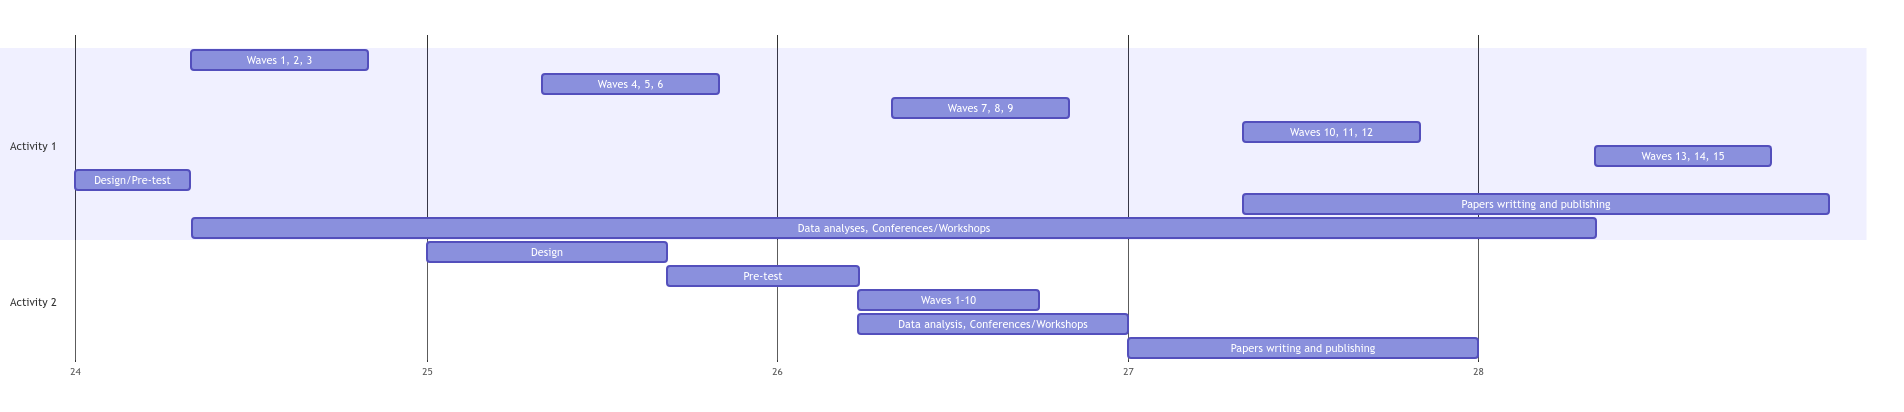 Waves 1, 2, 3
Waves 4, 5, 6
Waves 7, 8, 9
Waves 10, 11, 12
Activity 1
Waves 13, 14, 15
Design/Pre-test
Papers writting and publishing
Data analyses, Conferences/Workshops
Design
Pre-test
Activity 2
Waves 1-10
Data analysis, Conferences/Workshops
Papers writing and publishing
24 25 26 27 28